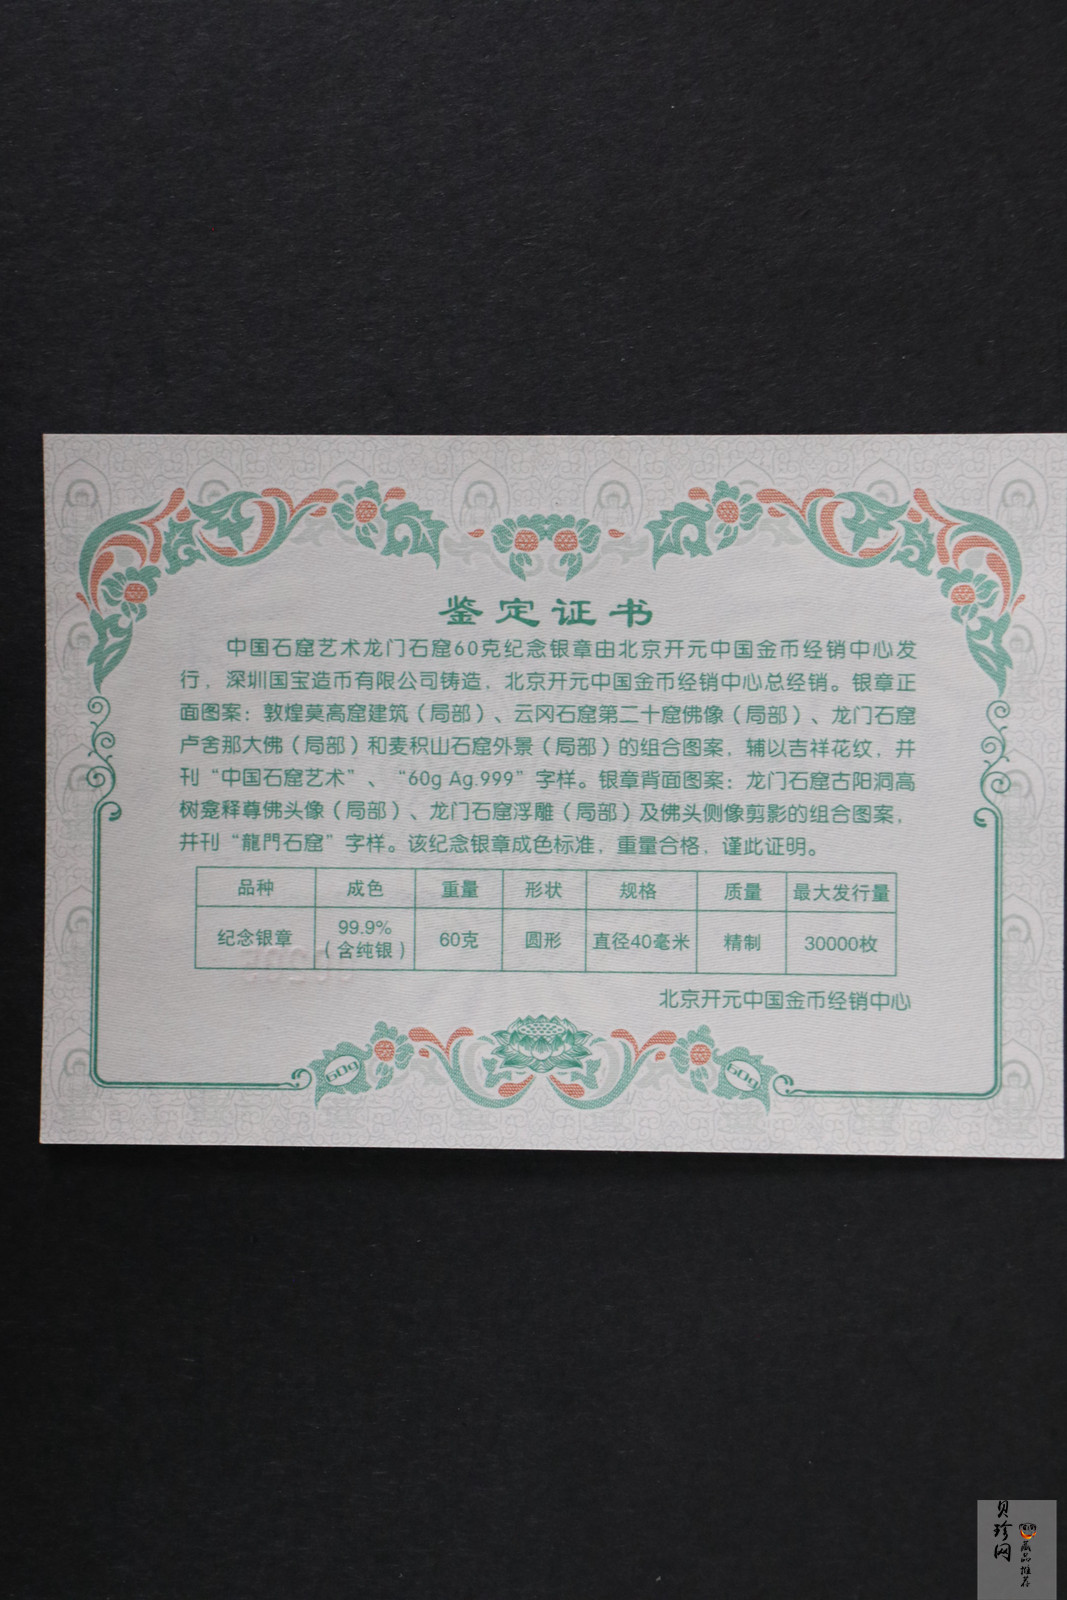 鉴定证书
中国石窟艺术龙门石窟60克纪念银章由北京开元中国金币经销中心发
行，深圳国宝造币有限公司铸造，北京开元中国金币经销中心总经销。银章正
面图案：敦煌莫高窟建筑（局部）、云冈石窟第二十窟佛像（局部）、龙门石窟
卢舍那大佛（局部）和麦积山石窟外景（局部）的组合图案，辅以吉祥花纹，并
刊“中国石窟艺术”、“60g Ag.999”字样。银章背面图案：龙门石窟古阳洞高
树龛释尊佛头像（局部）、龙门石窟浮雕（局部）及佛头侧像剪影的组合图案，
并刊“龍門石窟”字样。该纪念银章成色标准，重量合格，谨此证明。
品种 成色 重量 形状 规格 质量 最大发行量
纪念银章 99.9%（含纯银） 60克 圆形 直径40毫米 精制 30000枚
北京开元中国金币经销中心
60g 60g
贝珍网
藏品推荐